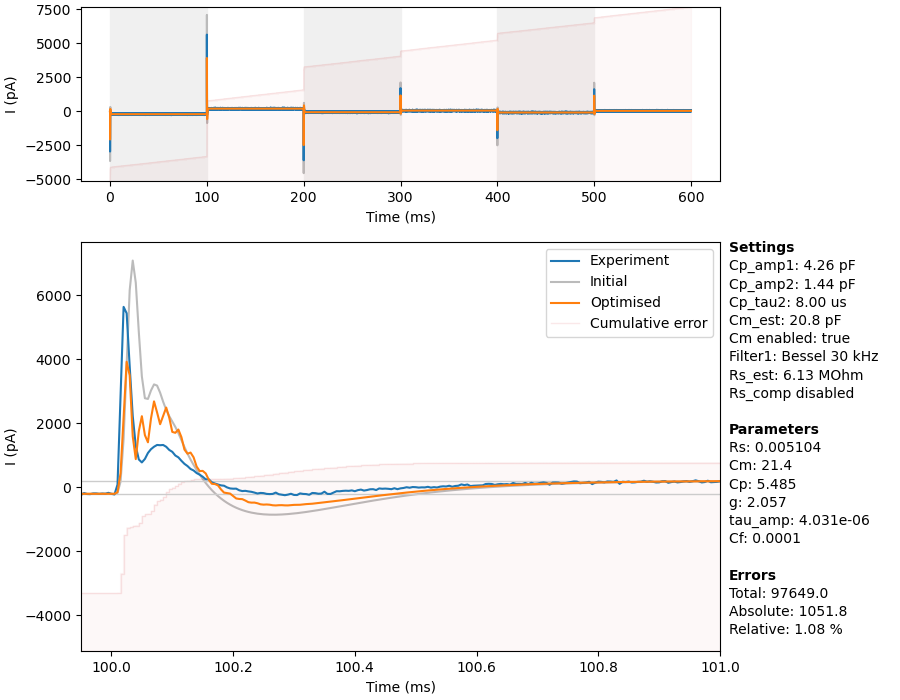 7500
5000
2500
0
−2500
−5000
I (pA)
0 100 200 300 400 500 600
Time (ms)
6000
4000
2000
0
−2000
−4000
I (pA)
100.0 100.2 100.4 100.6 100.8 101.0
Time (ms)
Experiment
Initial
Optimised
Cumulative error
Settings
Cp_amp1: 4.26 pF
Cp_amp2: 1.44 pF
Cp_tau2: 8.00 us
Cm_est: 20.8 pF
Cm enabled: true
Filter1: Bessel 30 kHz
Rs_est: 6.13 MOhm
Rs_comp disabled
Parameters
Rs: 0.005104
Cm: 21.4
Cp: 5.485
g: 2.057
tau_amp: 4.031e-06
Cf: 0.0001
Errors
Total: 97649.0
Absolute: 1051.8
Relative: 1.08 %